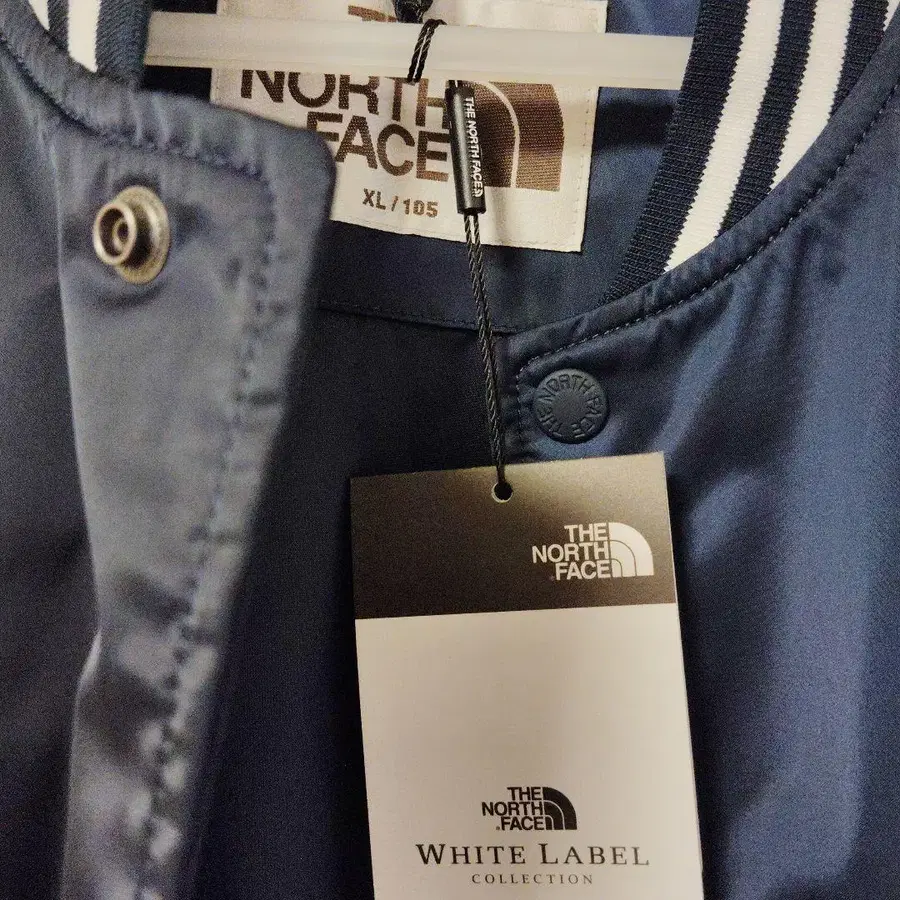 THE
NORTH
FACE
XL / 105
THE NORTH FACE
THE NORTH FACE
THE
NORTH
FACE
THE
NORTH
FACE
WHITE LABEL
COLLECTION